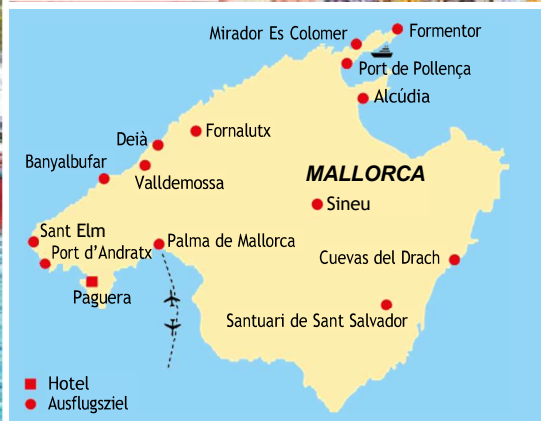 Mirador Es Colomer
Formentor
Port de Pollença
Alcúdia
Fornalutx
Deià
Banyalbufar
Valldemossa
MALLORCA
Sineu
Sant Elm
Port d'Andratx
Palma de Mallorca
Cuevas del Drach
Paguera
Santuari de Sant Salvador
Hotel
Ausflugsziel